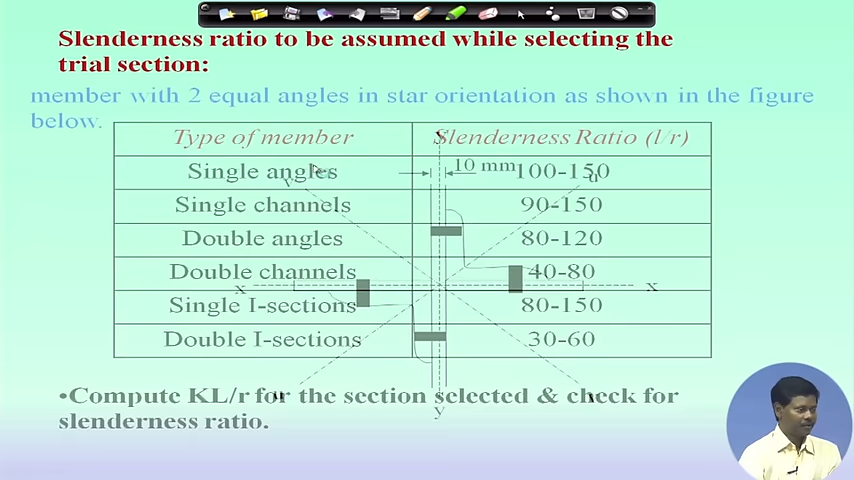 Slenderness ratio to be assumed while selecting the
trial section:
member with 2 equal angles in star orientation as shown in the figure
below.
Type of member Slenderness Ratio (l/r)
Single angles 100-150
Single channels 90-150
Double angles 80-120
Double channels 40-80
Single I-sections 80-150
Double I-sections 30-60
y
10 mm
v u
x x
u v
y
•Compute KL/r for the section selected & check for
slenderness ratio.